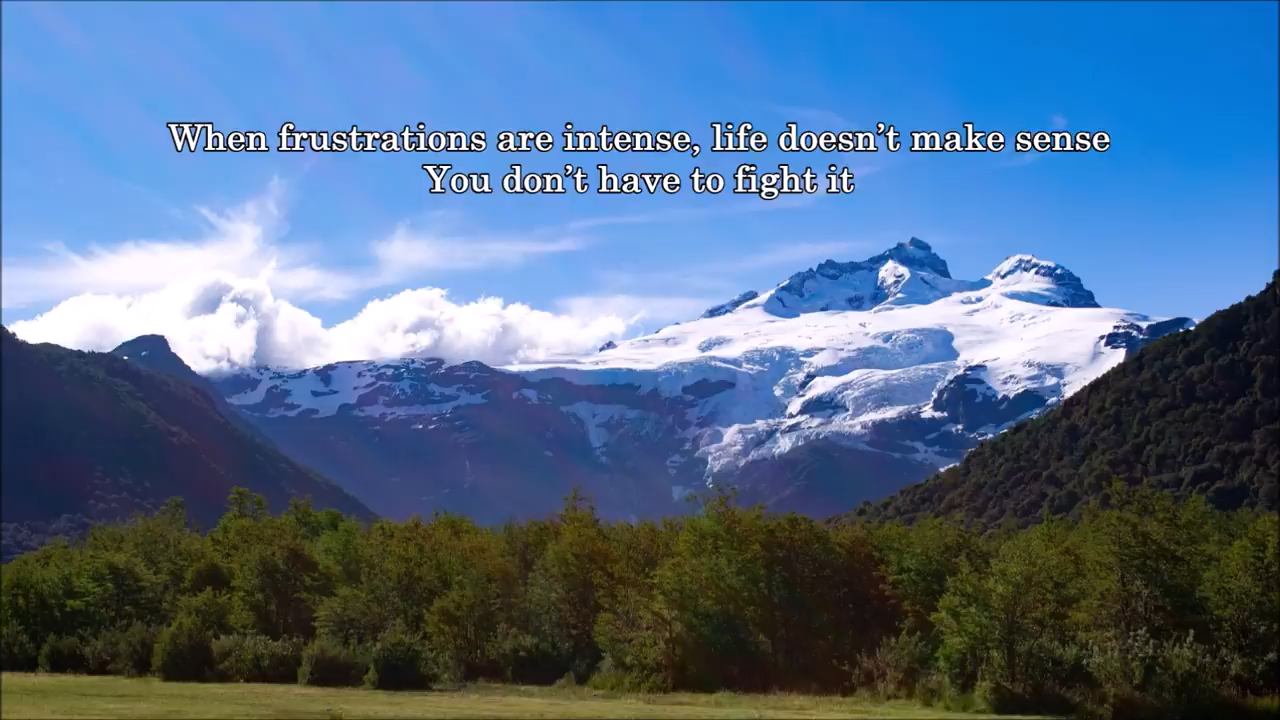 When frustrations are intense, life doesn’t make sense
You don’t have to fight it